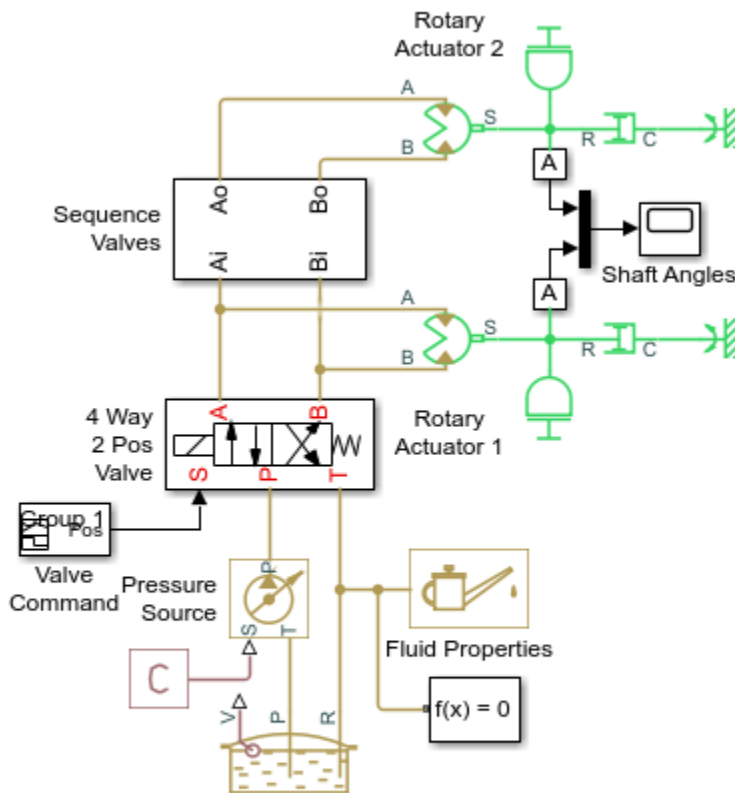 Rotary
Actuator 2
A
S
B
R
C
A
Sequence
Valves
Ao
Bo
Ai
Bi
Shaft Angles
A
A
S
B
R
C
4 Way
2 Pos
Valve
A
B
S
P
T
Rotary
Actuator 1
Group 1
Pos
Valve
Command
Pressure
Source
P
S
T
Fluid Properties
C
f(x) = 0
V
P
R